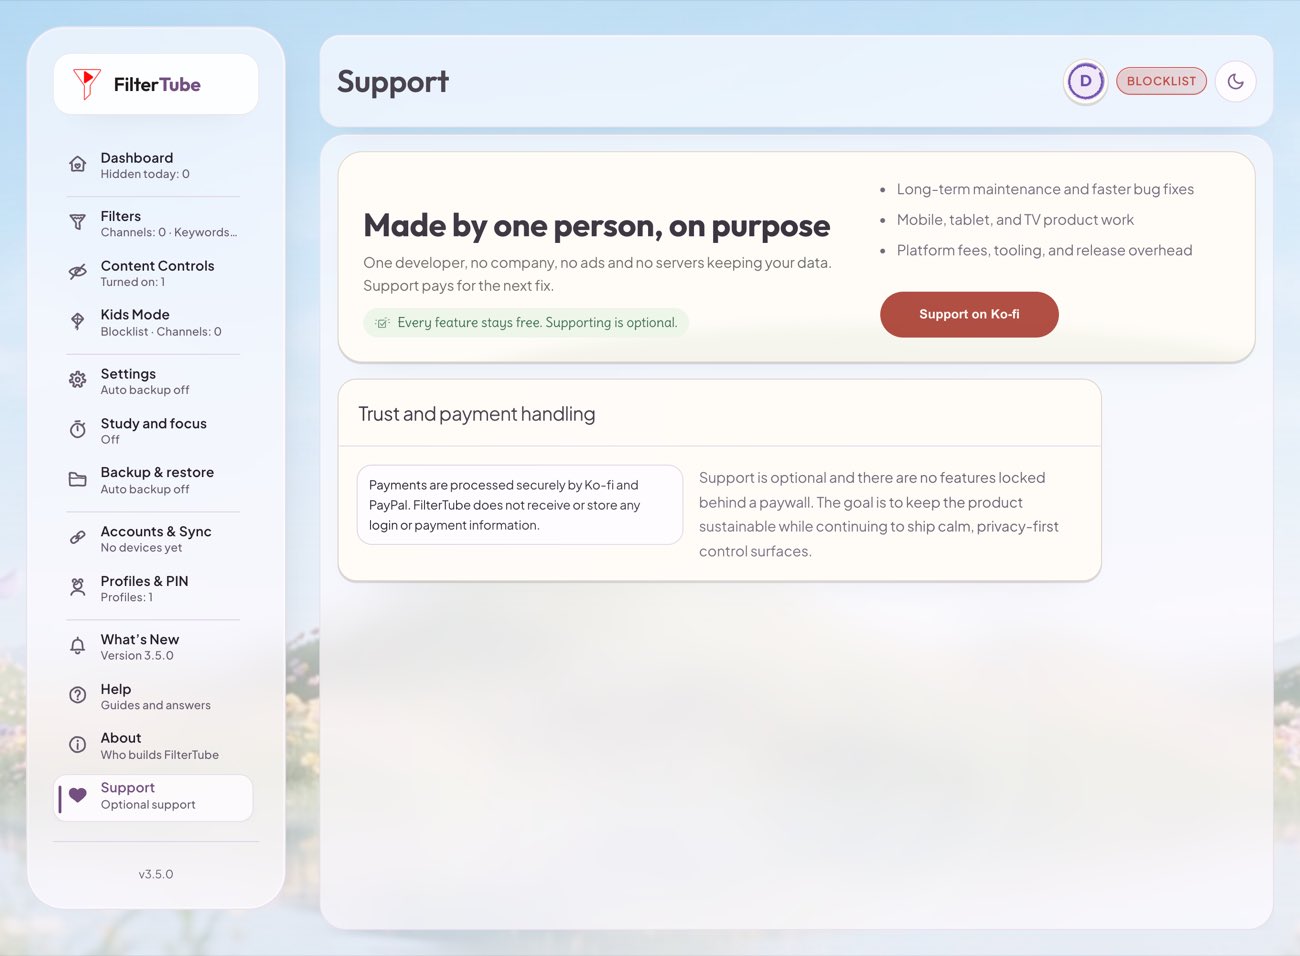 FilterTube
Dashboard
Hidden today: 0
Filters
Channels: 0 · Keywords...
Content Controls
Turned on: 1
Kids Mode
Blocklist · Channels: 0
Settings
Auto backup off
Study and focus
Off
Backup & restore
Auto backup off
Accounts & Sync
No devices yet
Profiles & PIN
Profiles: 1
What's New
Version 3.5.0
Help
Guides and answers
About
Who builds FilterTube
Support
Optional support
v3.5.0
Support
D
BLOCKLIST
Made by one person, on purpose
One developer, no company, no ads and no servers keeping your data.
Support pays for the next fix.
Every feature stays free. Supporting is optional.
• Long-term maintenance and faster bug fixes
• Mobile, tablet, and TV product work
• Platform fees, tooling, and release overhead
Support on Ko-fi
Trust and payment handling
Payments are processed securely by Ko-fi and
PayPal. FilterTube does not receive or store any
login or payment information.
Support is optional and there are no features locked
behind a paywall. The goal is to keep the product
sustainable while continuing to ship calm, privacy-first
control surfaces.